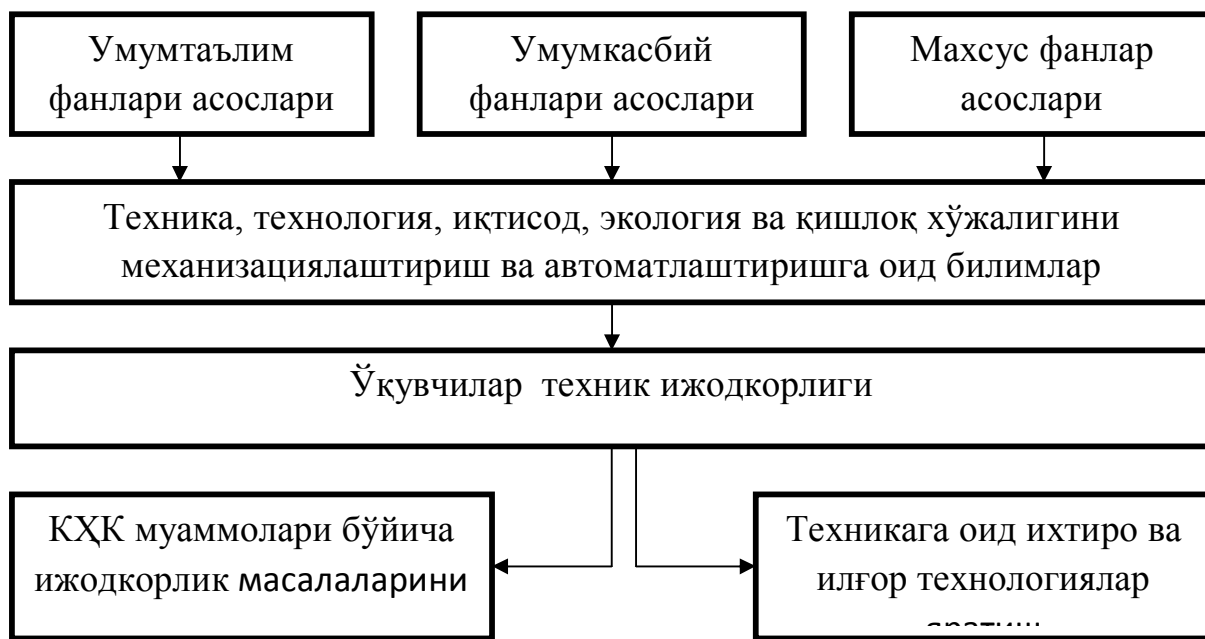 Умумтаълим
фанлари асослари
Умумкасбий
фанлари асослари
Махсус фанлар
асослари
Техника, технология, иқтисод, экология ва қишлоқ хўжалигини
механизациялаштириш ва автоматлаштиришга оид билимлар
Ўқувчилар техник ижодкорлиги
КҲК муаммолари бўйича
ижодкорлик масалаларини
Техникага оид ихтиро ва
илғор технологиялар
яратиш